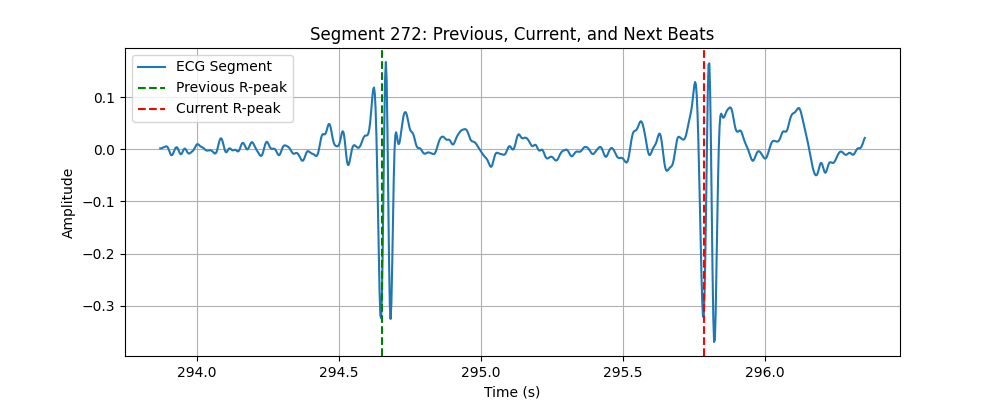 Segment 272: Previous, Current, and Next Beats
ECG Segment
Previous R-peak
Current R-peak
Amplitude
0.1
0.0
−0.1
−0.2
−0.3
294.0 294.5 295.0 295.5 296.0
Time (s)